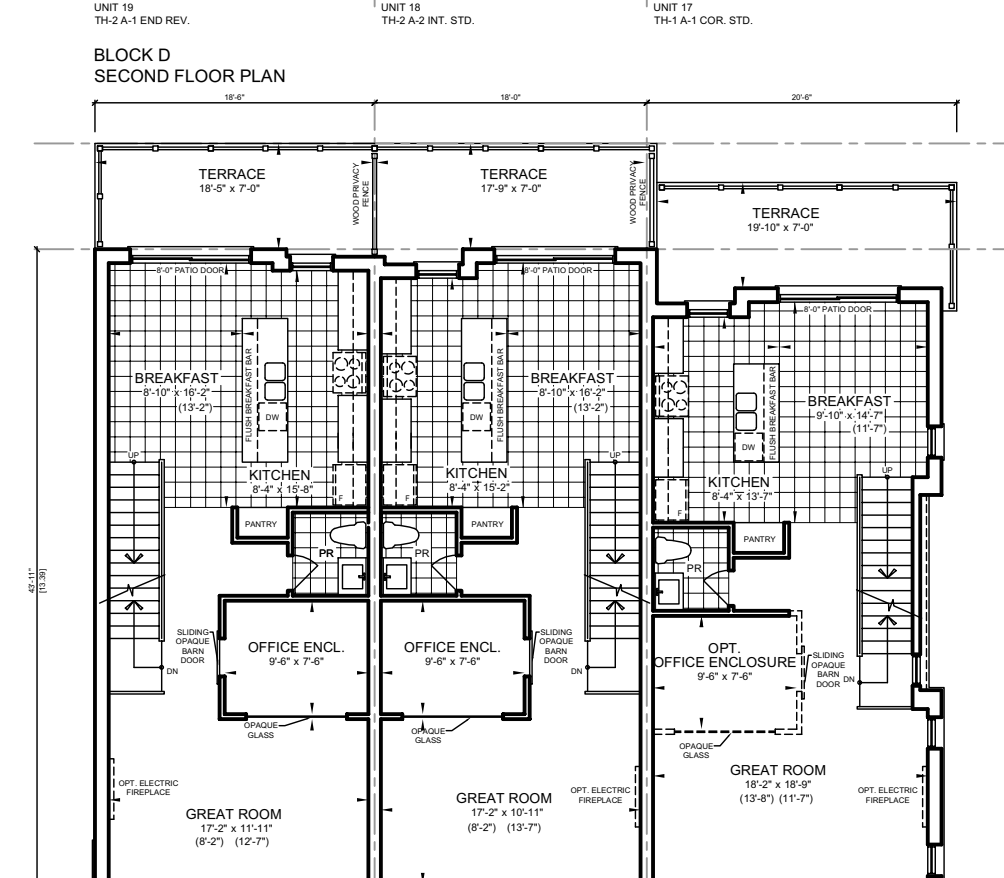 UNIT 19
TH-2 A-1 END REV.
UNIT 18
TH-2 A-2 INT. STD.
UNIT 17
TH-1 A-1 COR. STD.
BLOCK D
SECOND FLOOR PLAN
18'-6"
18'-0"
20'-6"
TERRACE
18'-5" x 7'-0"
WOOD PRIVACY
FENCE
TERRACE
17'-9" x 7'-0"
WOOD PRIVACY
FENCE
TERRACE
19'-10" x 7'-0"
8'-0" PATIO DOOR
8'-0" PATIO DOOR
8'-0" PATIO DOOR
BREAKFAST
8'-10" x 16'-2"
(13'-2")
FLUSH BREAKFAST BAR
DW
KITCHEN
8'-4" x 15'-8"
F
UP
PANTRY
PR
BREAKFAST
8'-10" x 16'-2"
(13'-2")
FLUSH BREAKFAST BAR
DW
KITCHEN
8'-4" x 15'-2"
F
UP
PANTRY
PR
BREAKFAST
9'-10" x 14'-7"
(11'-7")
FLUSH BREAKFAST BAR
DW
KITCHEN
8'-4" x 13'-7"
F
UP
PANTRY
PR
43'-11"
[13.39]
SLIDING
OPAQUE
BARN
DOOR
DN
OFFICE ENCL.
9'-6" x 7'-6"
OPAQUE
GLASS
OFFICE ENCL.
9'-6" x 7'-6"
SLIDING
OPAQUE
BARN
DOOR
DN
OPAQUE
GLASS
OPT.
OFFICE ENCLOSURE
9'-6" x 7'-6"
SLIDING
OPAQUE
BARN
DOOR
DN
OPAQUE
GLASS
OPT. ELECTRIC
FIREPLACE
GREAT ROOM
17'-2" x 11'-11"
(8'-2") (12'-7")
GREAT ROOM
17'-2" x 10'-11"
(8'-2") (13'-7")
OPT. ELECTRIC
FIREPLACE
GREAT ROOM
18'-2" x 18'-9"
(13'-8") (11'-7")
OPT. ELECTRIC
FIREPLACE